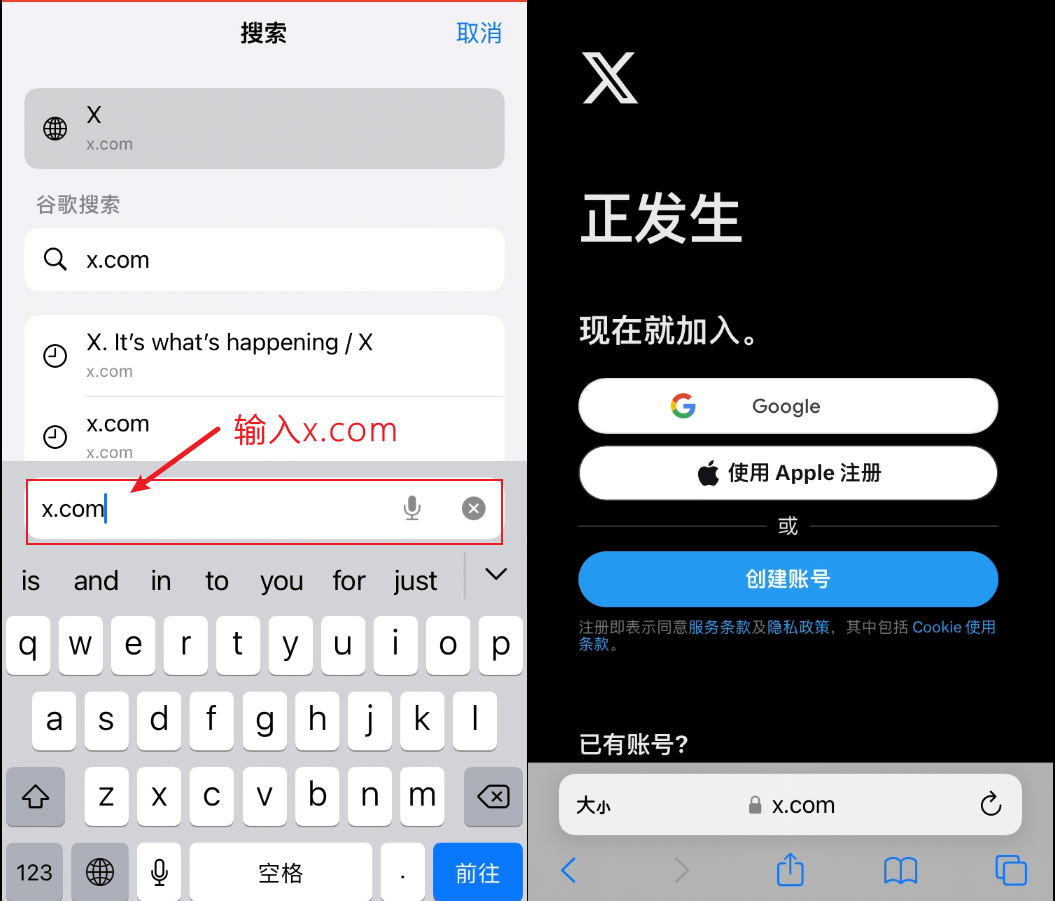 搜索
取消
X
x.com
谷歌搜索
x.com
X. It's what's happening / X
x.com
x.com
x.com
输入x.com
x.com
is and in to you for just
q w e r t y u i o p
a s d f g h j k l
z x c v b n m
123 空格 . 前往
X
正发生
现在就加入。
Google
使用 Apple 注册
或
创建账号
注册即表示同意服务条款及隐私政策，其中包括 Cookie 使用
条款。
已有账号?
大小 x.com